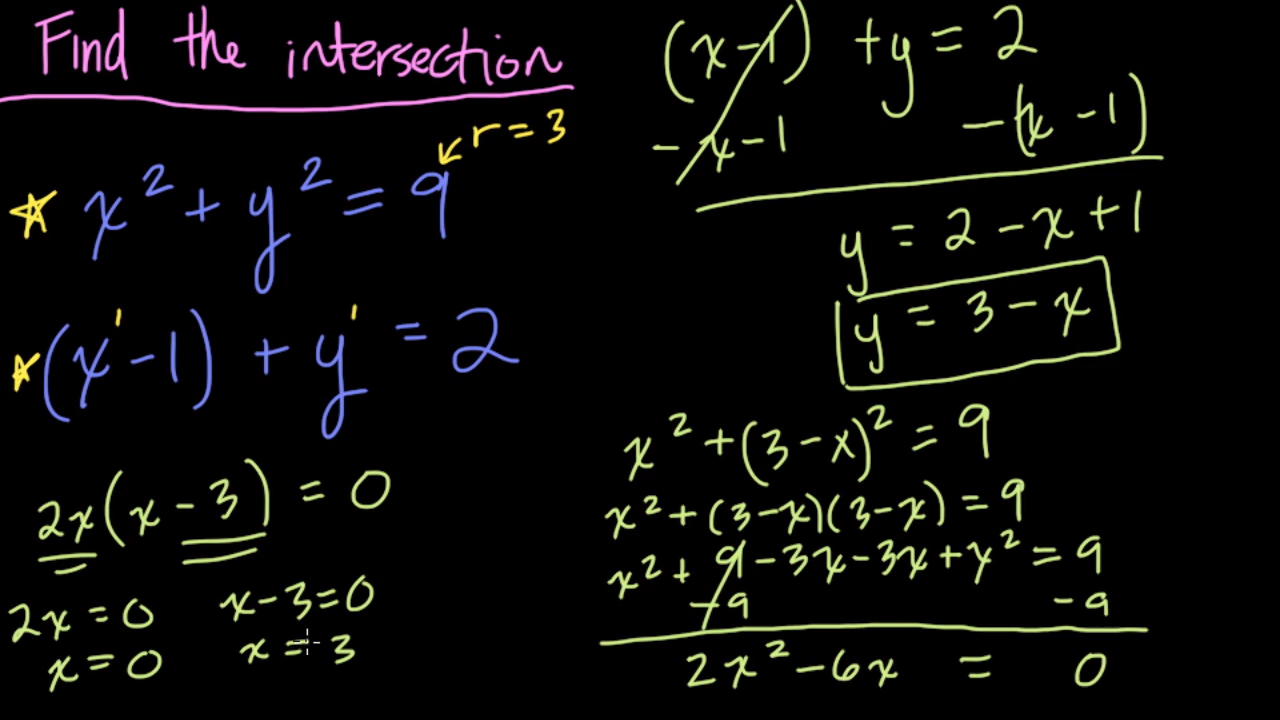 Find the intersection
r = 3
x² + y² = 9
(x' - 1) + y' = 2
2x(x - 3) = 0
2x = 0 x - 3 = 0
x = 0 x = 3
(x - 1) + y = 2
- x - 1 - (x - 1)
y = 2 - x + 1
y = 3 - x
x² + (3 - x)² = 9
x² + (3 - x)(3 - x) = 9
x² + 9 - 3x - 3x + x² = 9
- 9 - 9
2x² - 6x = 0